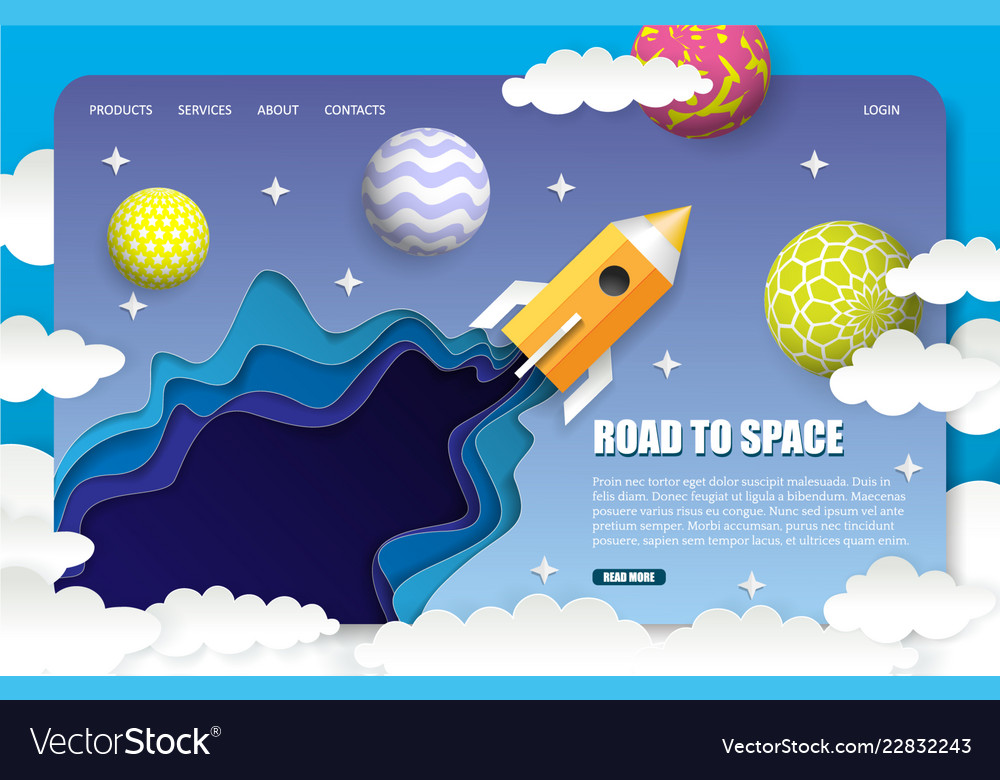 PRODUCTS SERVICES ABOUT CONTACTS LOGIN
ROAD TO SPACE
Proin nec tortor eget dolor suscipit malesuada. Duis in
felis diam. Donec feugiat ut ligula a bibendum. Maecenas
posuere varius risus eu congue. Nunc sed ipsum vel ante
pretium semper. Morbi accumsan, purus nec tincidunt
posuere, sapien sem tempor lacus, et ultrices quam enim.
READ MORE
VectorStock®
VectorStock.com/22832243